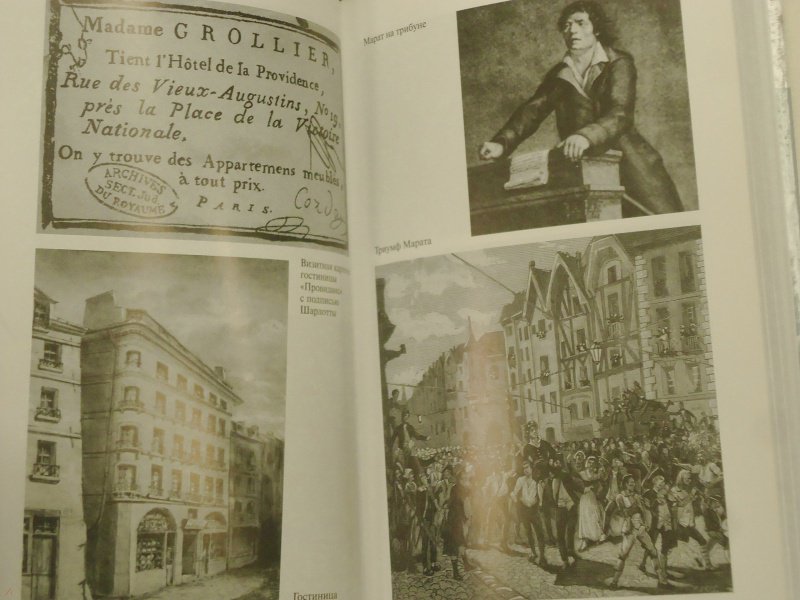 Madame GROLLIER,
Tient l'Hôtel de la Providence,
Rue des Vieux-Augustins, No 19,
près la Place de la Victoire
Nationale,
On y trouve des Appartemens meublés,
à tout prix.
PARIS.
ARCHIVES
SECT. Jud.
DU ROYAUME
Визитная
гостиницы
«Провиданс»
с подписью
Шарлотты
Гостиница
Марат на трибуне
Триумф Марата